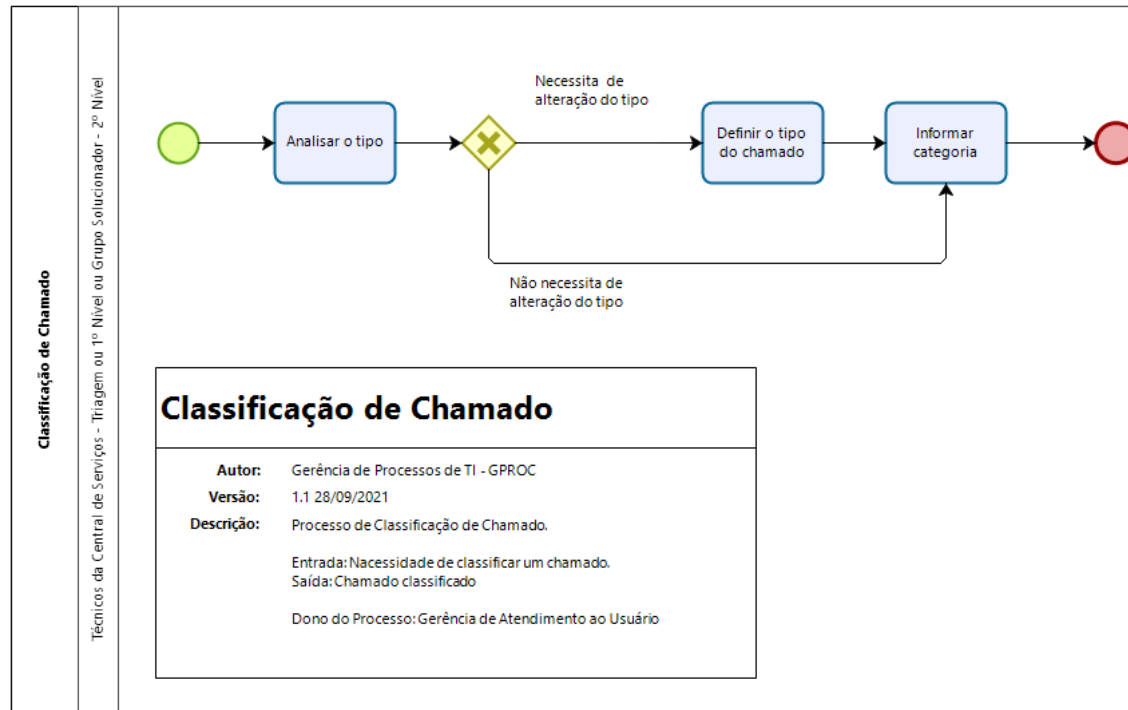 Classificação de Chamado
Técnicos da Central de Serviços - Triagem ou 1º Nível ou Grupo Solucionador - 2º Nível
Analisar o tipo
Necessita de
alteração do tipo
Definir o tipo
do chamado
Informar
categoria
Não necessita de
alteração do tipo
Classificação de Chamado
Autor: Gerência de Processos de TI - GPROC
Versão: 1.1 28/09/2021
Descrição: Processo de Classificação de Chamado.
Entrada: Nacessidade de classificar um chamado.
Saída: Chamado classificado
Dono do Processo: Gerência de Atendimento ao Usuário